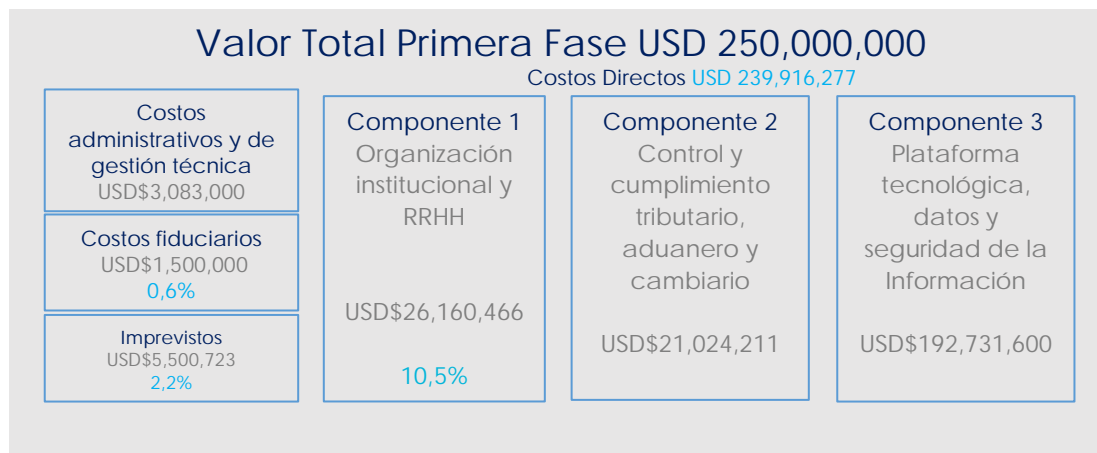 Valor Total Primera Fase USD 250,000,000
Costos Directos USD 239,916,277
Costos
administrativos y de
gestión técnica
USD$3,083,000
Costos fiduciarios
USD$1,500,000
0,6%
Imprevistos
USD$5,500,723
2,2%
Componente 1
Organización
institucional y
RRHH
USD$26,160,466
10,5%
Componente 2
Control y
cumplimiento
tributario,
aduanero y
cambiario
USD$21,024,211
Componente 3
Plataforma
tecnológica,
datos y
seguridad de la
Información
USD$192,731,600